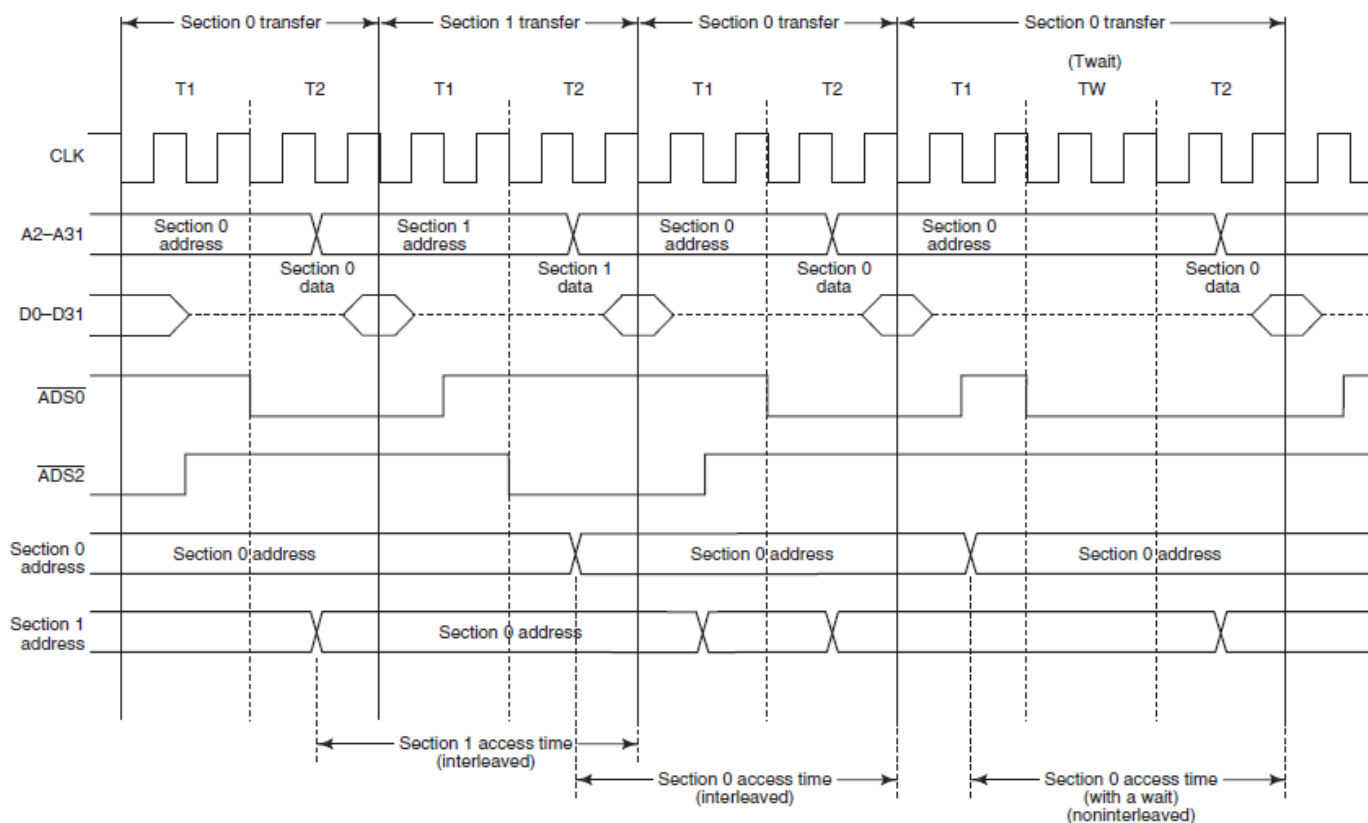 Section 0 transfer Section 1 transfer Section 0 transfer Section 0 transfer
(Twait)
T1 T2 T1 T2 T1 T2 T1 TW T2
CLK
A2–A31
Section 0
address
Section 1
address
Section 0
address
Section 0
address
Section 0
data
Section 1
data
Section 0
data
Section 0
data
D0–D31
ADS0
ADS2
Section 0
address
Section 0 address Section 0 address Section 0 address
Section 1
address
Section 0 address
Section 1 access time
(interleaved)
Section 0 access time
(interleaved)
Section 0 access time
(with a wait)
(noninterleaved)